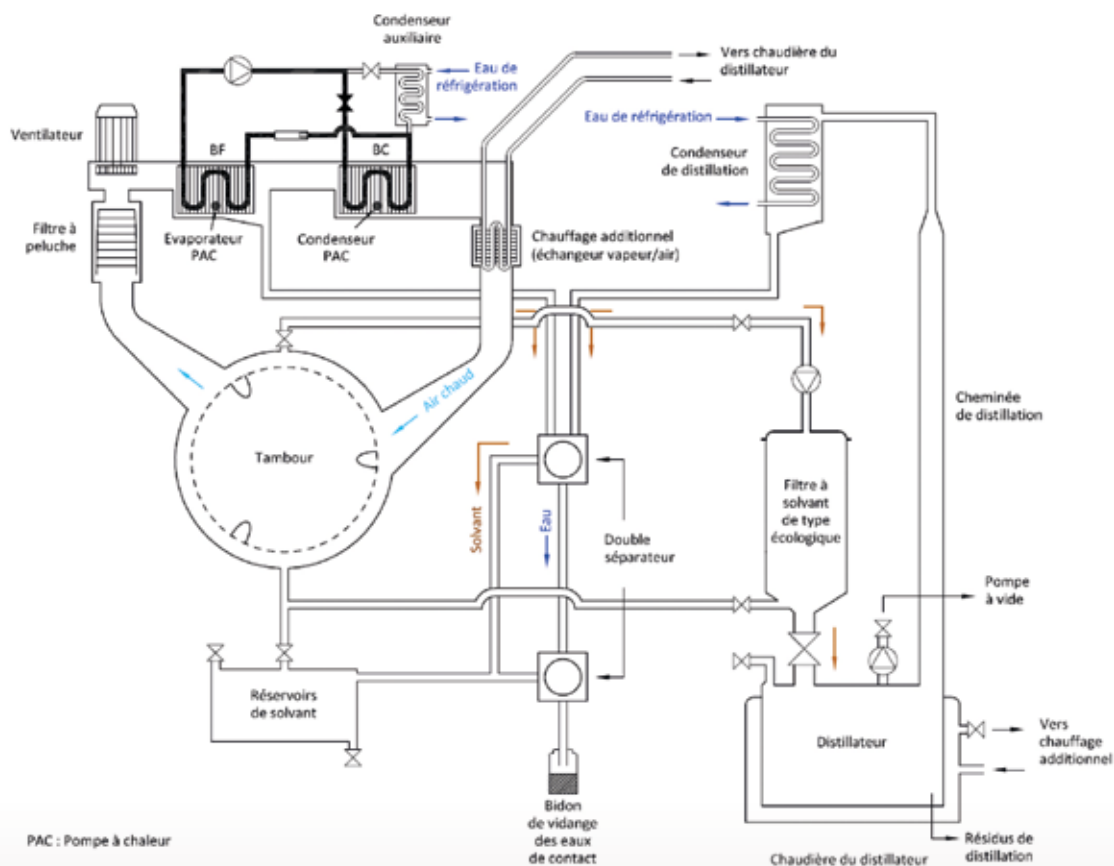 Condenseur
auxiliaire
Eau de
réfrigération
Vers chaudière du
distillateur
Ventilateur
BF
BC
Eau de réfrigération
Condenseur
de distillation
Filtre à
peluche
Evaporateur
PAC
Condenseur
PAC
Chauffage additionnel
(échangeur vapeur/air)
Air chaud
Cheminée
de distillation
Tambour
Solvant
Eau
Double
séparateur
Filtre à
solvant
de type
écologique
Pompe
à vide
Réservoirs
de solvant
Distillateur
Vers
chauffage
additionnel
Bidon
de vidange
des eaux
de contact
PAC : Pompe à chaleur
Résidus de
distillation
Chaudière du distillateur